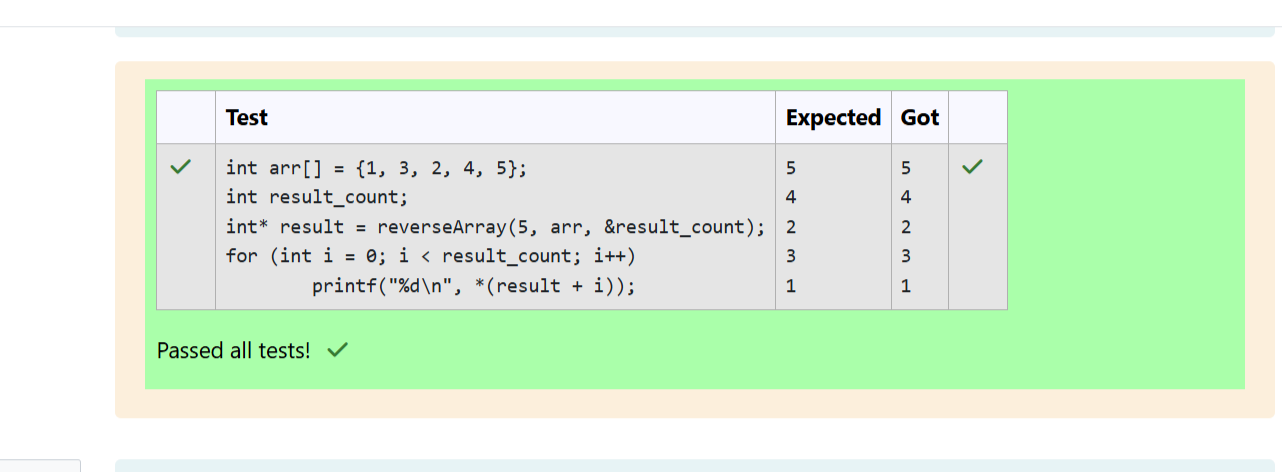 Test Expected Got
int arr[] = {1, 3, 2, 4, 5}; 5 5
int result_count; 4 4
int* result = reverseArray(5, arr, &result_count); 2 2
for (int i = 0; i < result_count; i++) 3 3
printf("%d\n", *(result + i)); 1 1
Passed all tests!